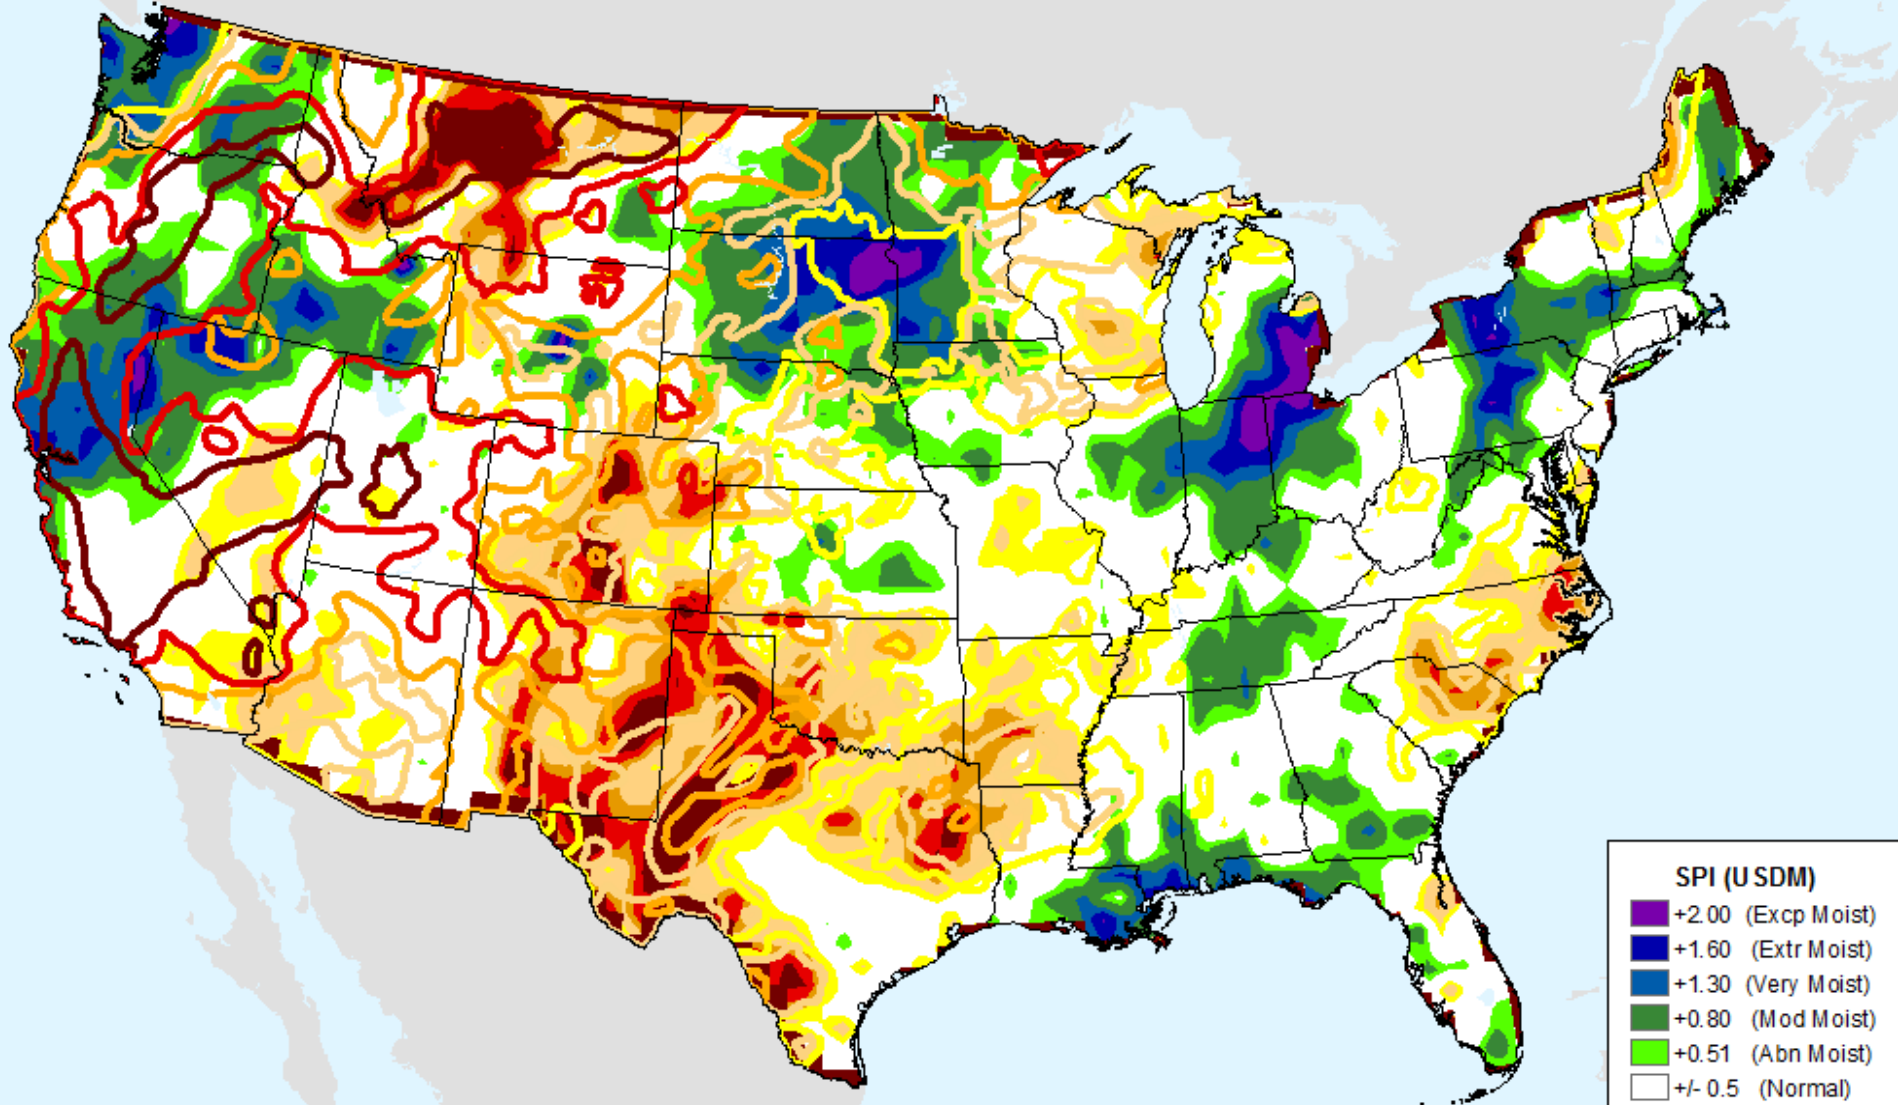 SPI (USDM)
+2.00 (Excp Moist)
+1.60 (Extr Moist)
+1.30 (Very Moist)
+0.80 (Mod Moist)
+0.51 (Abn Moist)
+/- 0.5 (Normal)